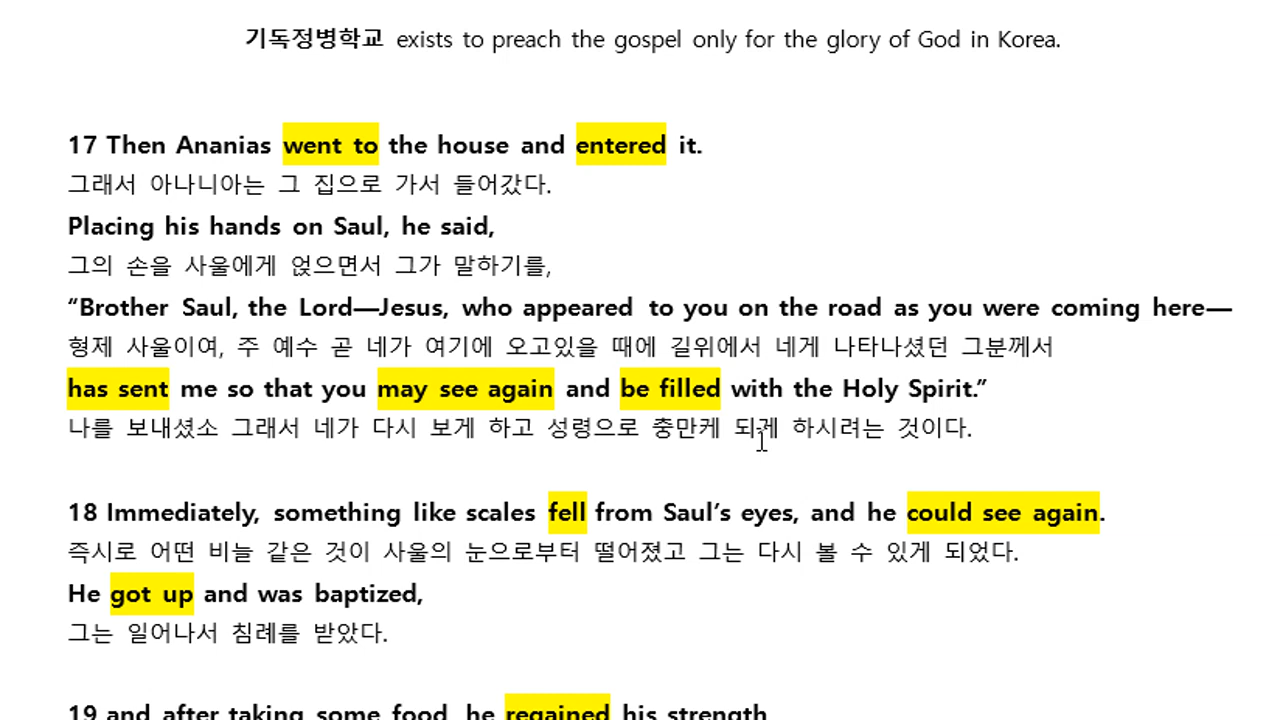 기독정병학교 exists to preach the gospel only for the glory of God in Korea.
17 Then Ananias went to the house and entered it.
그래서 아나니아는 그 집으로 가서 들어갔다.
Placing his hands on Saul, he said,
그의 손을 사울에게 얹으면서 그가 말하기를,
“Brother Saul, the Lord—Jesus, who appeared to you on the road as you were coming here—
형제 사울이여, 주 예수 곧 네가 여기에 오고있을 때에 길위에서 네게 나타나셨던 그분께서
has sent me so that you may see again and be filled with the Holy Spirit.”
나를 보내셨소 그래서 네가 다시 보게 하고 성령으로 충만케 되게 하시려는 것이다.
18 Immediately, something like scales fell from Saul’s eyes, and he could see again.
즉시로 어떤 비늘 같은 것이 사울의 눈으로부터 떨어졌고 그는 다시 볼 수 있게 되었다.
He got up and was baptized,
그는 일어나서 침례를 받았다.
19 and after taking some food, he regained his strength